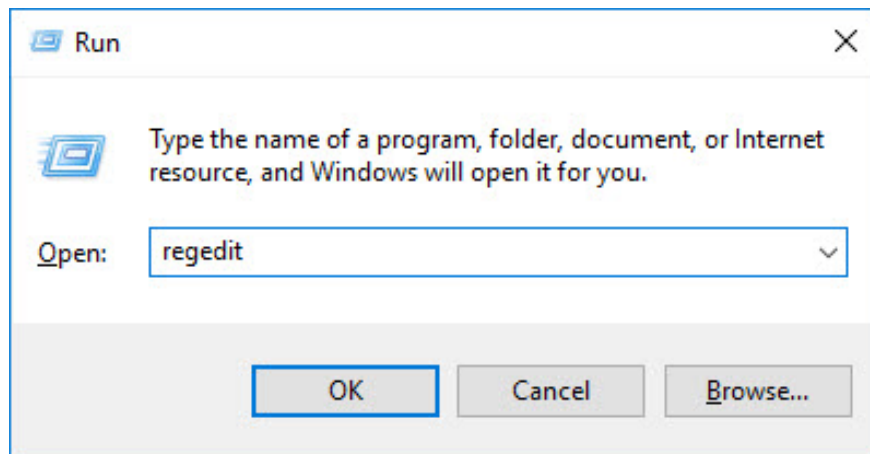 Run
Type the name of a program, folder, document, or Internet
resource, and Windows will open it for you.
Open: regedit
OK Cancel Browse...